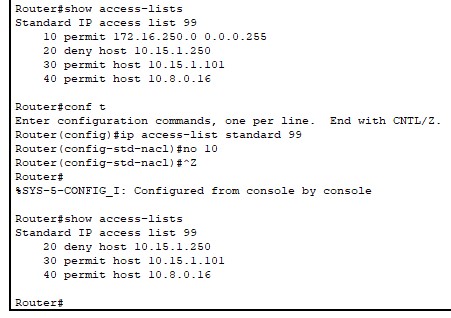 Router#show access-lists
Standard IP access list 99
    10 permit 172.16.250.0 0.0.0.255
    20 deny host 10.15.1.250
    30 permit host 10.15.1.101
    40 permit host 10.8.0.16

Router#conf t
Enter configuration commands, one per line.  End with CNTL/Z.
Router(config)#ip access-list standard 99
Router(config-std-nacl)#no 10
Router(config-std-nacl)#^Z
Router#
%SYS-5-CONFIG_I: Configured from console by console

Router#show access-lists
Standard IP access list 99
    20 deny host 10.15.1.250
    30 permit host 10.15.1.101
    40 permit host 10.8.0.16

Router#